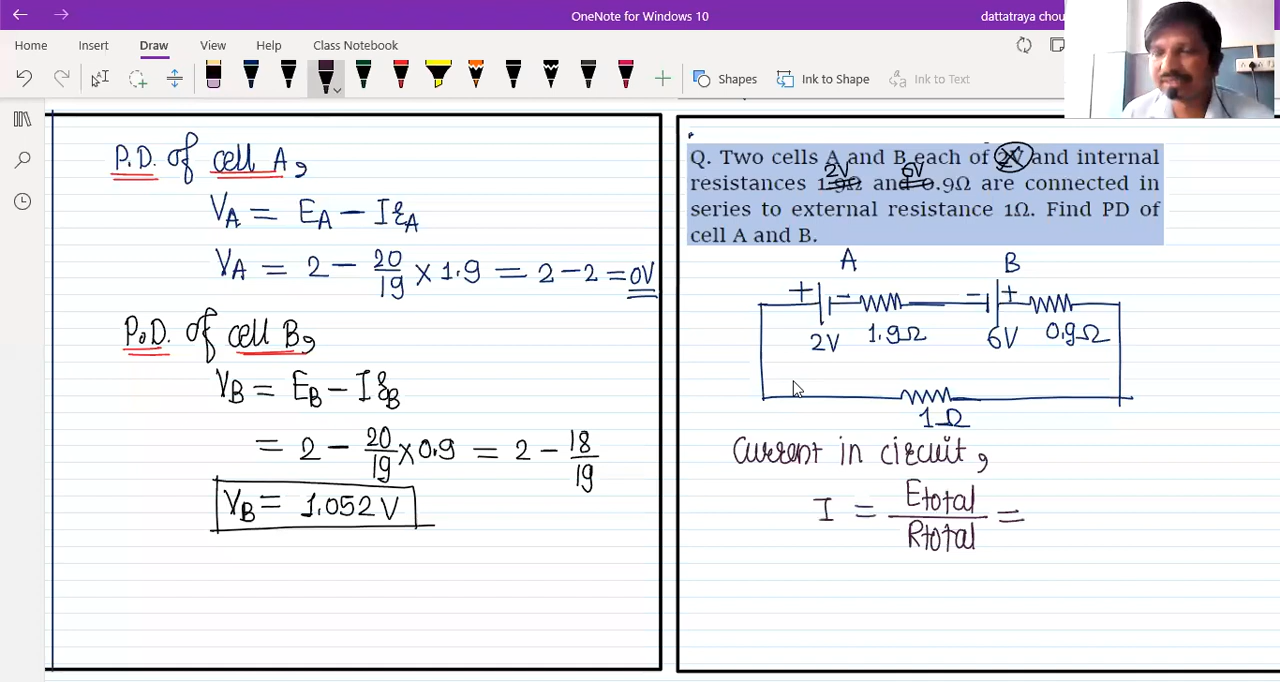 OneNote for Windows 10
dattatraya chou
Home Insert Draw View Help Class Notebook
Shapes Ink to Shape Ink to Text
P.D. of cell A,
VA = EA - IrA
VA = 2 - 20/19 × 1.9 = 2 - 2 = 0V
P.D. of cell B,
VB = EB - IrB
= 2 - 20/19 × 0.9 = 2 - 18/19
VB = 1.052 V
Q. Two cells A and B each of 2V and internal
2V 6V
resistances 1.9Ω and 0.9Ω are connected in
series to external resistance 1Ω. Find PD of
cell A and B.
A B
+ - - +
2V 1.9Ω 6V 0.9Ω
1Ω
Current in circuit,
I = Etotal/Rtotal =